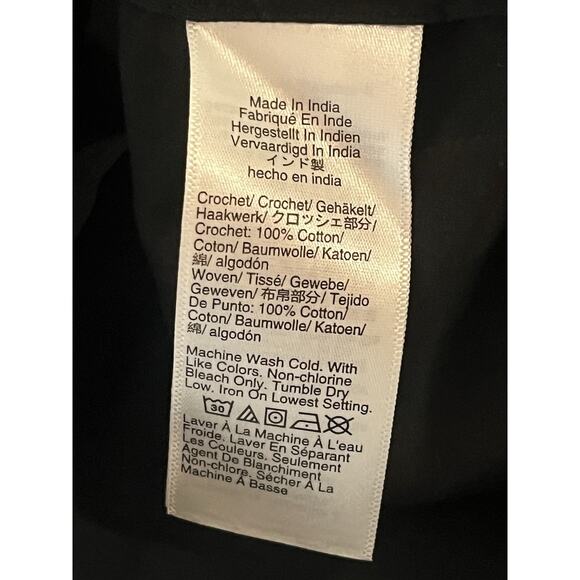 Made In India
Fabriqué En Inde
Hergestellt In Indien
Vervaardigd In India
インド製
hecho en india
Crochet/ Crochet/ Gehäkelt/
Haakwerk/ クロッシェ部分/
Crochet: 100% Cotton/
Coton/ Baumwolle/ Katoen/
綿/ algodón
Woven/ Tissé/ Gewebe/
Geweven/ 布帛部分/ Tejido
De Punto: 100% Cotton/
Coton/ Baumwolle/ Katoen/
綿/ algodón
Machine Wash Cold. With
Like Colors. Non-chlorine
Bleach Only. Tumble Dry
Low. Iron On Lowest Setting.
30
Laver À La Machine À L'eau
Froide. Laver En Séparant
Les Couleurs. Seulement
Agent De Blanchiment
Non-chlore. Sécher À La
Machine À Basse